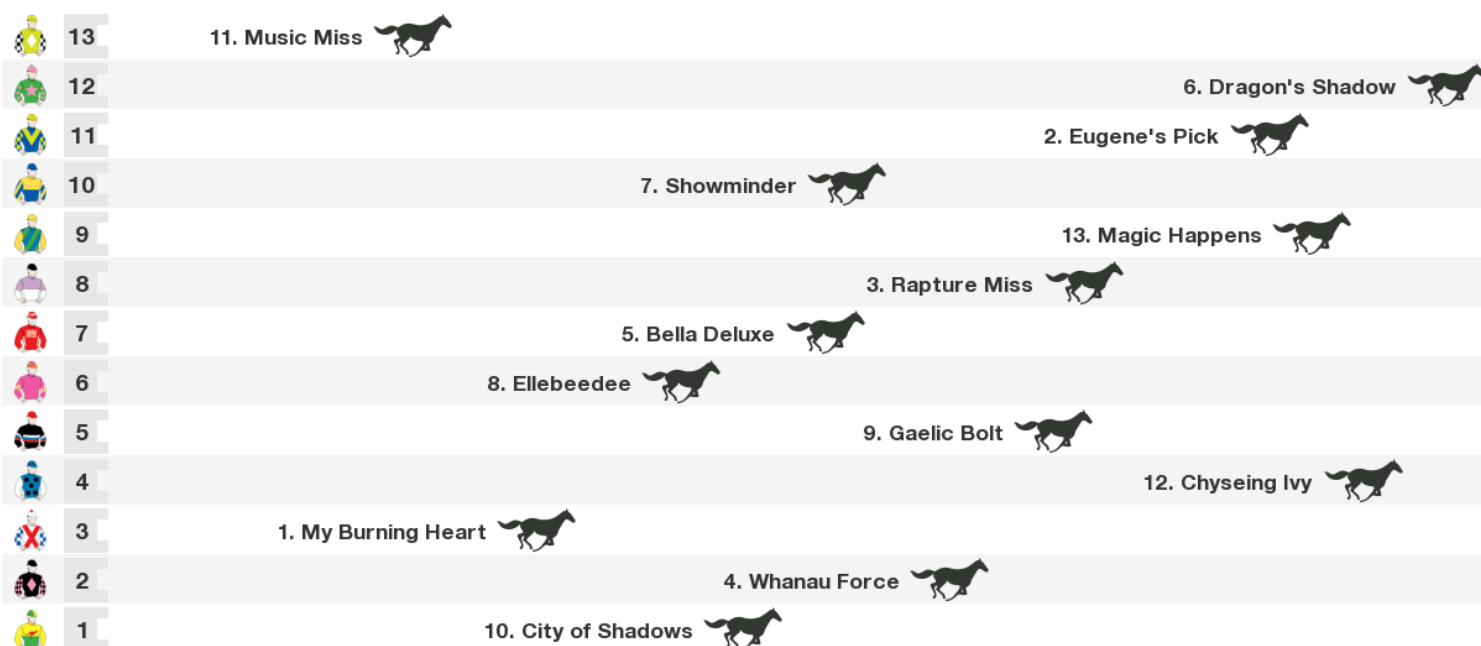 13 11. Music Miss
12 6. Dragon's Shadow
11 2. Eugene's Pick
10 7. Showminder
9 13. Magic Happens
8 3. Rapture Miss
7 5. Bella Deluxe
6 8. Ellebeedee
5 9. Gaelic Bolt
4 12. Chyseing Ivy
3 1. My Burning Heart
2 4. Whanau Force
1 10. City of Shadows